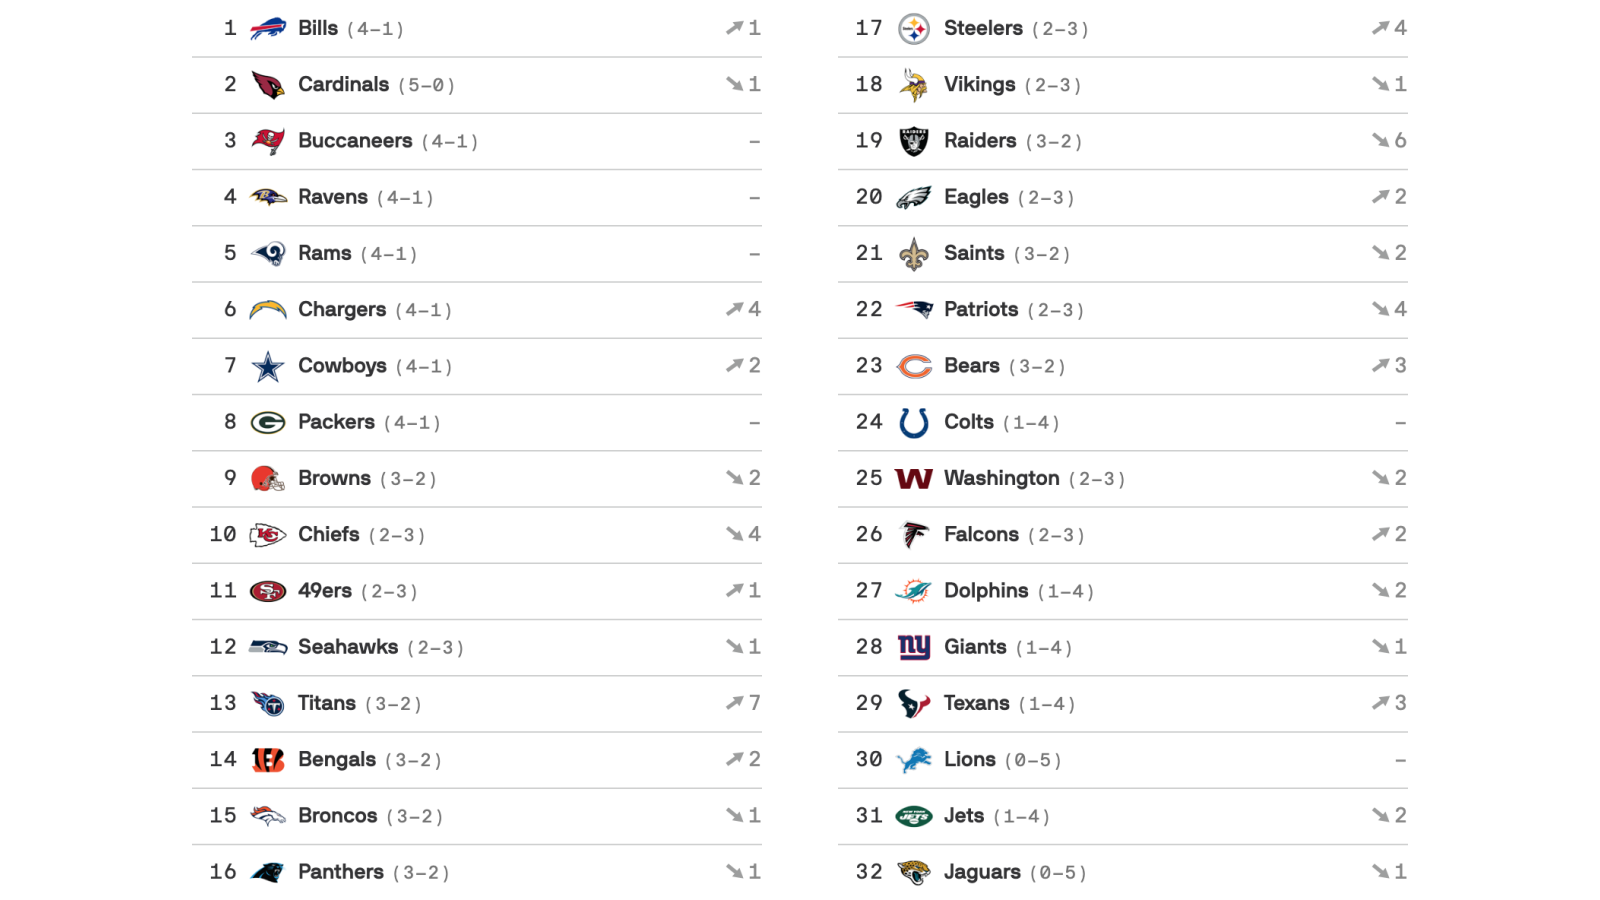 1 Bills (4-1) ↗ 1
2 Cardinals (5-0) ↘ 1
3 Buccaneers (4-1) –
4 Ravens (4-1) –
5 Rams (4-1) –
6 Chargers (4-1) ↗ 4
7 Cowboys (4-1) ↗ 2
8 Packers (4-1) –
9 Browns (3-2) ↘ 2
10 Chiefs (2-3) ↘ 4
11 49ers (2-3) ↗ 1
12 Seahawks (2-3) ↘ 1
13 Titans (3-2) ↗ 7
14 Bengals (3-2) ↗ 2
15 Broncos (3-2) ↘ 1
16 Panthers (3-2) ↘ 1
17 Steelers (2-3) ↗ 4
18 Vikings (2-3) ↘ 1
19 Raiders (3-2) ↘ 6
20 Eagles (2-3) ↗ 2
21 Saints (3-2) ↘ 2
22 Patriots (2-3) ↘ 4
23 Bears (3-2) ↗ 3
24 Colts (1-4) –
25 W Washington (2-3) ↘ 2
26 Falcons (2-3) ↗ 2
27 Dolphins (1-4) ↘ 2
28 ny Giants (1-4) ↘ 1
29 Texans (1-4) ↗ 3
30 Lions (0-5) –
31 JETS Jets (1-4) ↘ 2
32 Jaguars (0-5) ↘ 1